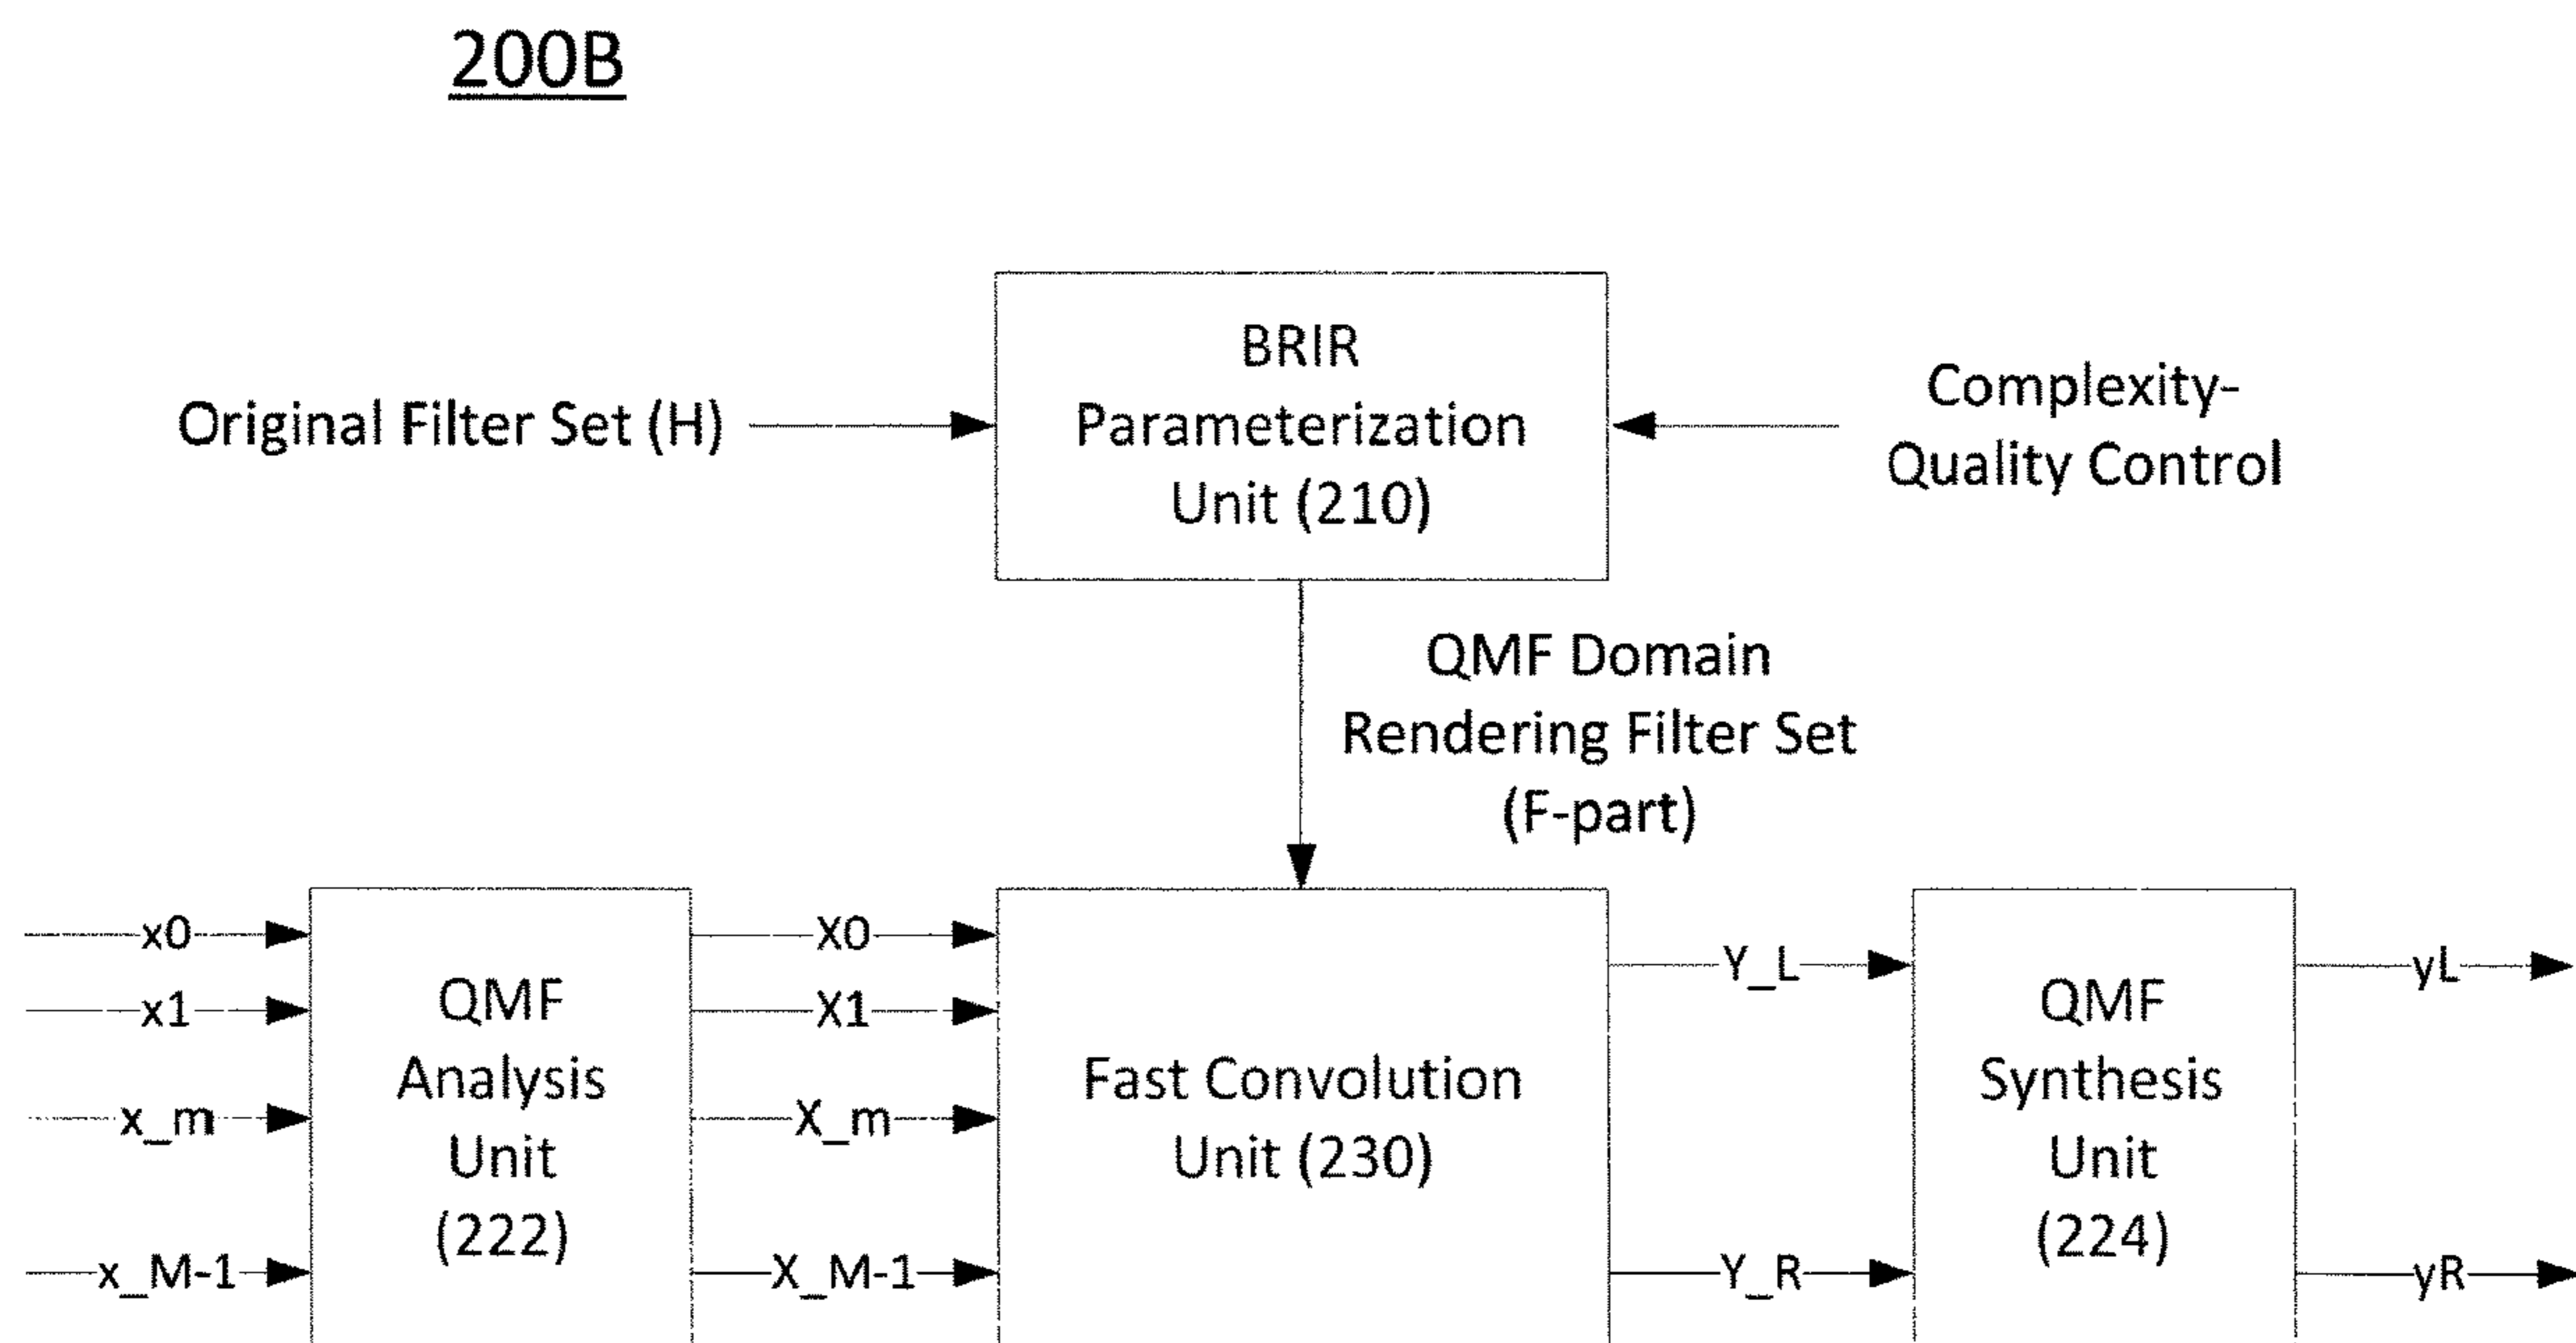 200B
Original Filter Set (H)
BRIR
Parameterization
Unit (210)
Complexity-
Quality Control
QMF Domain
Rendering Filter Set
(F-part)
x0
x1
x_m
x_M-1
QMF
Analysis
Unit
(222)
X0
X1
X_m
X_M-1
Fast Convolution
Unit (230)
Y_L
Y_R
QMF
Synthesis
Unit
(224)
yL
yR